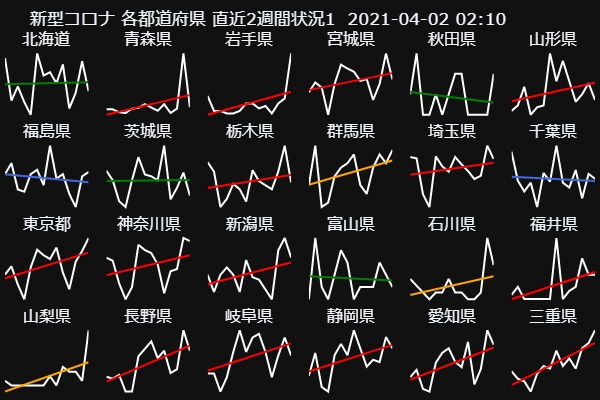 新型コロナ 各都道府県 直近2週間状況1 2021-04-02 02:10
北海道 青森県 岩手県 宮城県 秋田県 山形県
福島県 茨城県 栃木県 群馬県 埼玉県 千葉県
東京都 神奈川県 新潟県 富山県 石川県 福井県
山梨県 長野県 岐阜県 静岡県 愛知県 三重県